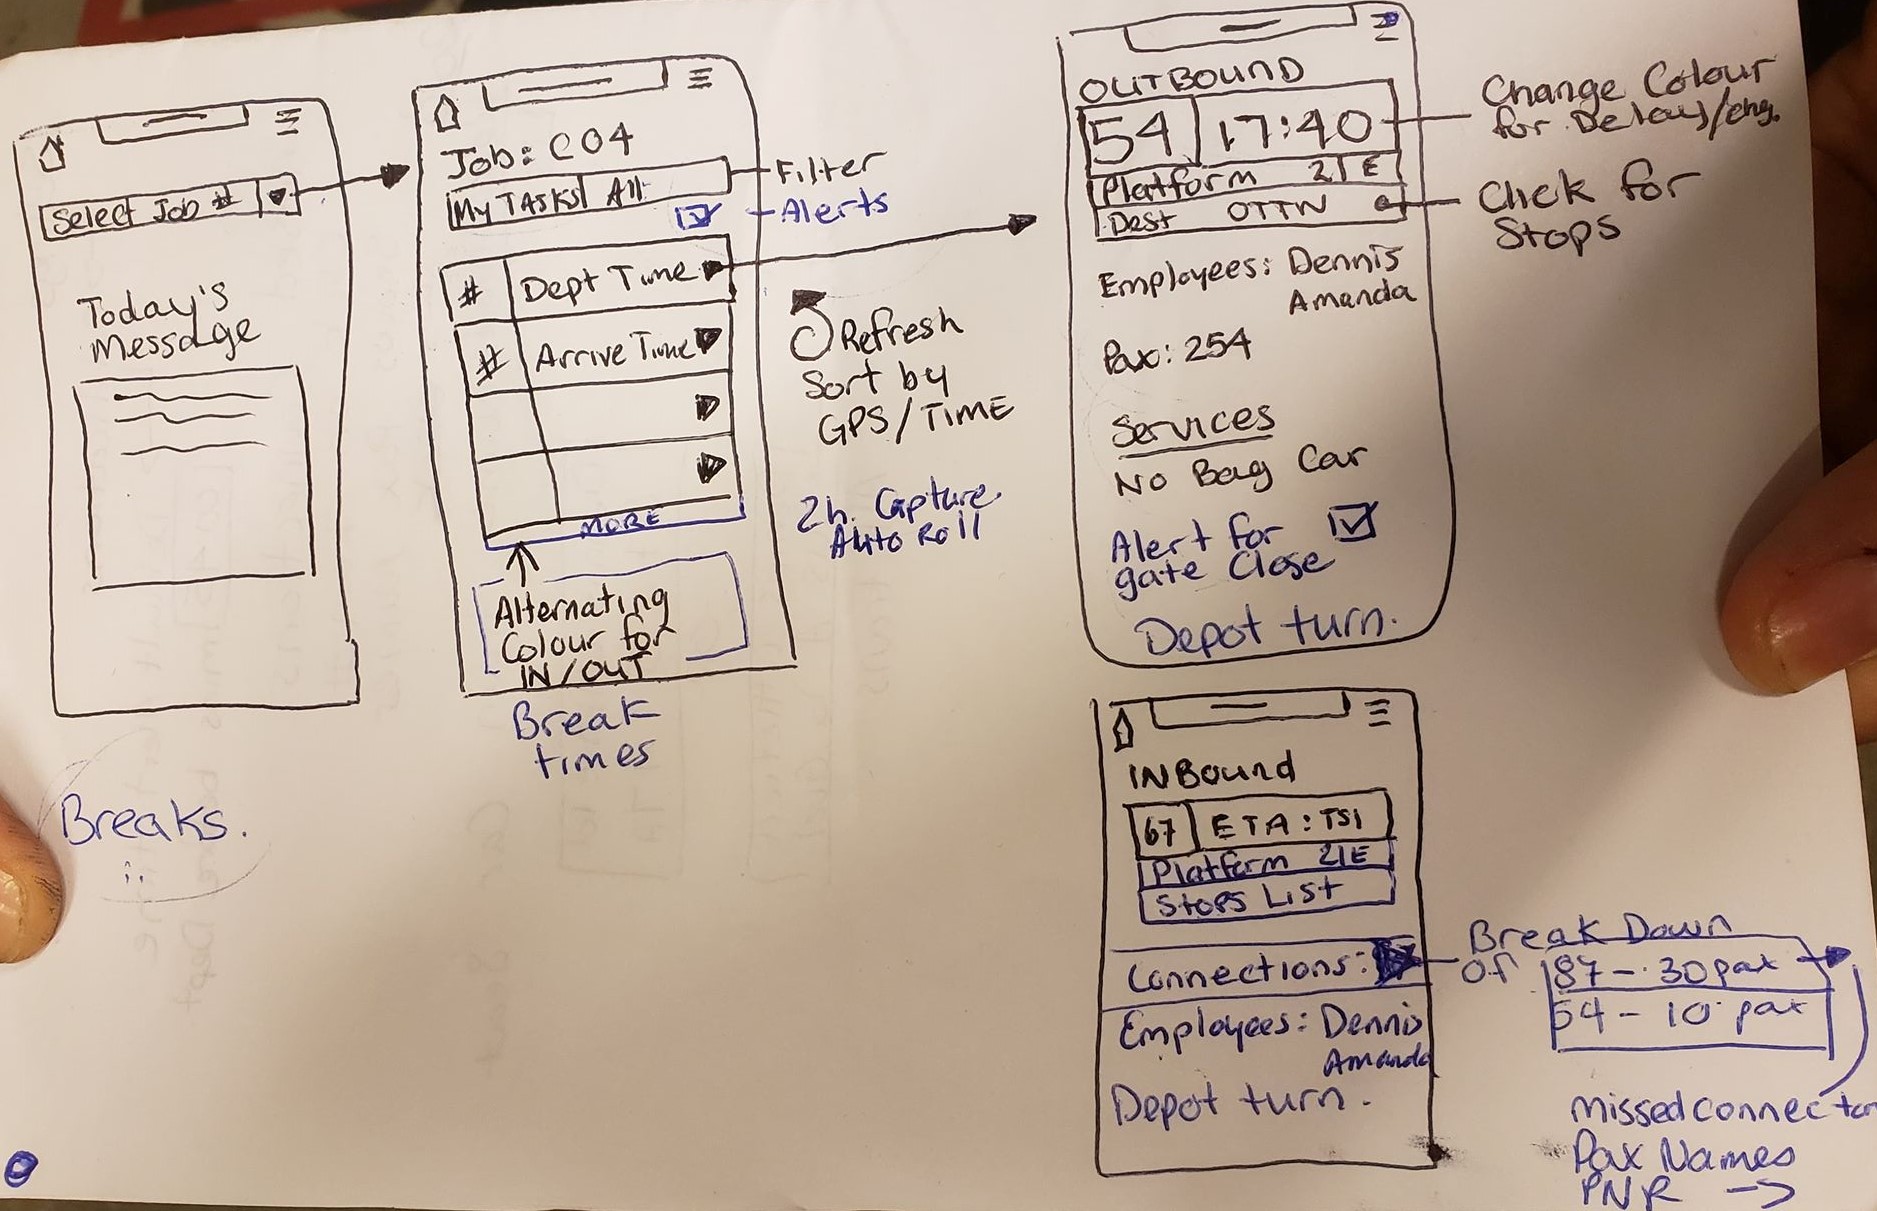 Select Job #
Today's
Message
Breaks.
Job: C04
My TASKS All
Filter
Alerts
# Dept Time
# Arrive Time
MORE
Alternating
Colour for
IN/OUT
Break
times
Refresh
Sort by
GPS/TIME
2h. Capture
Auto Roll
OUTBOUND
54 17:40
Platform 21 E
Dest OTTW
Change Colour
for Delay/chg.
Click for
Stops
Employees: Dennis
Amanda
Pax: 254
Services
No Bag Car
Alert for
gate Close
Depot turn.
INBound
67 ETA: 1751
Platform 21E
Stops List
Connections:
Break Down
Of
87 - 30 pax
54 - 10 pax
Employees: Dennis
Amanda
Depot turn.
Missed connection
Pax Names
PNR